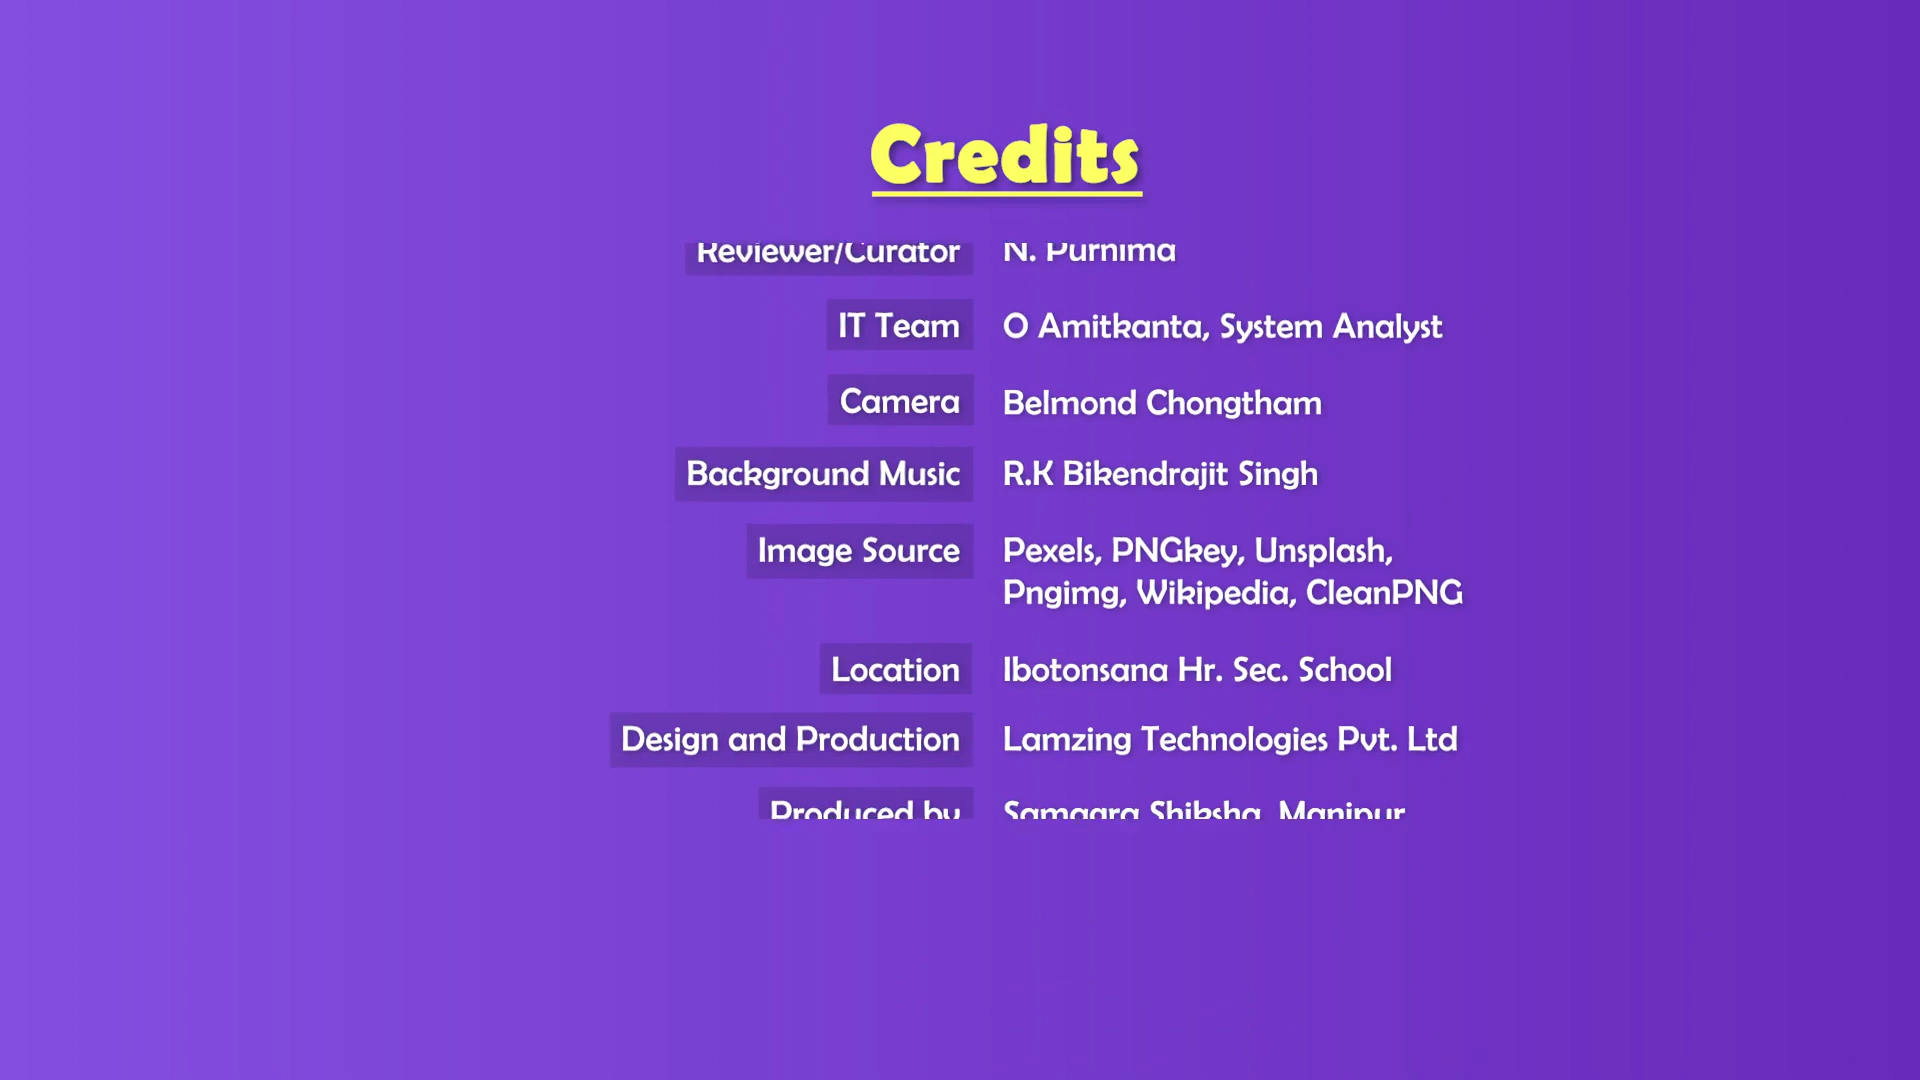 Credits
Reviewer/Curator N. Purnima
IT Team O Amitkanta, System Analyst
Camera Belmond Chongtham
Background Music R.K Bikendrajit Singh
Image Source Pexels, PNGkey, Unsplash,
Pngimg, Wikipedia, CleanPNG
Location Ibotonsana Hr. Sec. School
Design and Production Lamzing Technologies Pvt. Ltd
Produced by Samagra Shiksha, Manipur